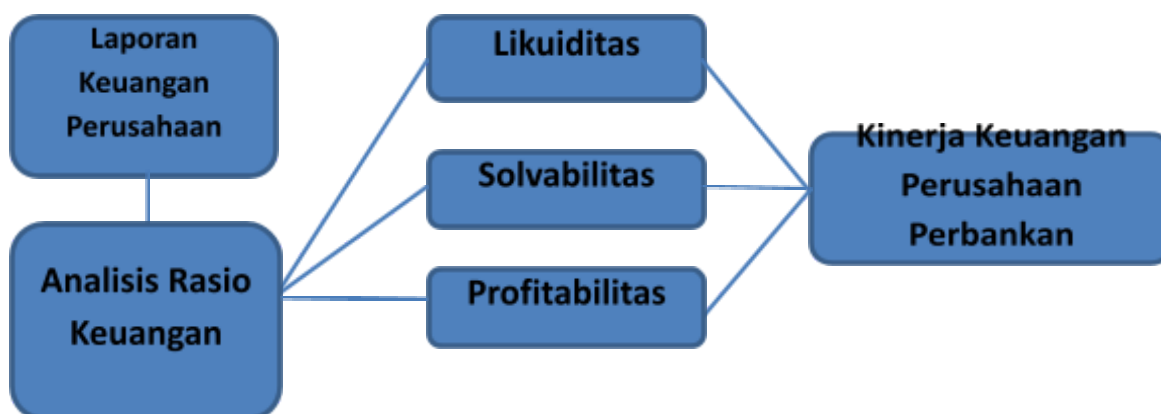 Laporan
Keuangan
Perusahaan
Analisis Rasio
Keuangan
Likuiditas
Solvabilitas
Profitabilitas
Kinerja Keuangan
Perusahaan
Perbankan